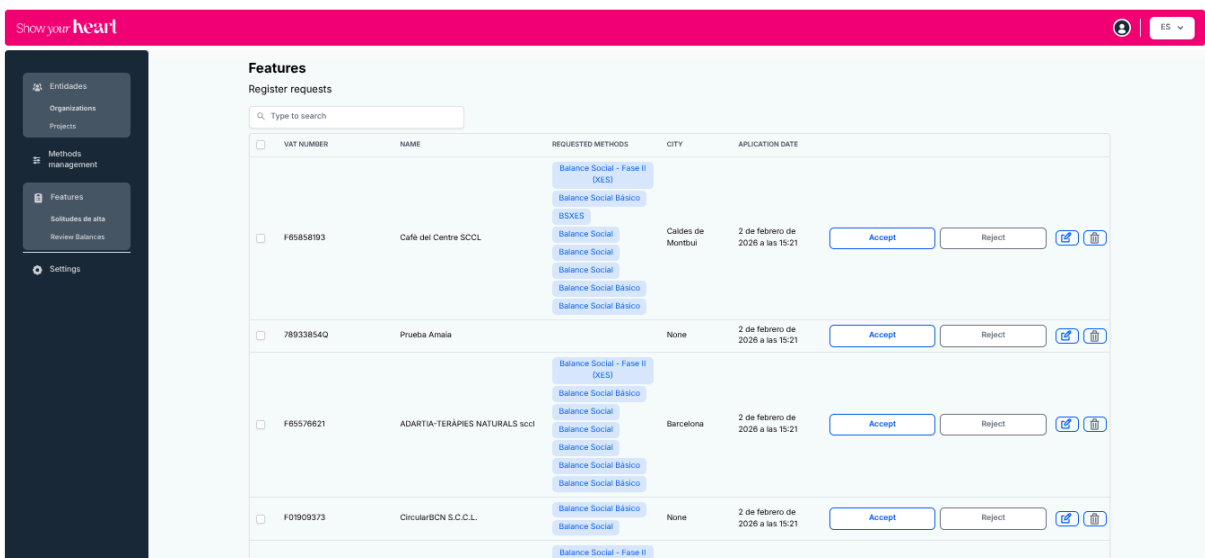 Show your heart
ES
Entidades
Organizations
Projects
Methods
management
Features
Solitudes de alta
Review Balances
Settings
Features
Register requests
Type to search
VAT NUMBER NAME REQUESTED METHODS CITY APLICATION DATE
Balance Social - Fase II
(XES)
Balance Social Básico
BSXES
Balance Social
Balance Social
Balance Social
Balance Social Básico
Balance Social Básico
F65858193 Cafè del Centre SCCL
Caldes de
Montbui
2 de febrero de
2026 a las 15:21
Accept Reject
78933854Q Prueba Amaia None
2 de febrero de
2026 a las 15:21
Accept Reject
Balance Social - Fase II
(XES)
Balance Social Básico
Balance Social
Balance Social
Balance Social
Balance Social Básico
Balance Social Básico
F65576621 ADARTIA-TERÀPIES NATURALS sccl
Barcelona
2 de febrero de
2026 a las 15:21
Accept Reject
Balance Social Básico
Balance Social
F01909373 CircularBCN S.C.C.L.
None
2 de febrero de
2026 a las 15:21
Accept Reject
Balance Social - Fase II